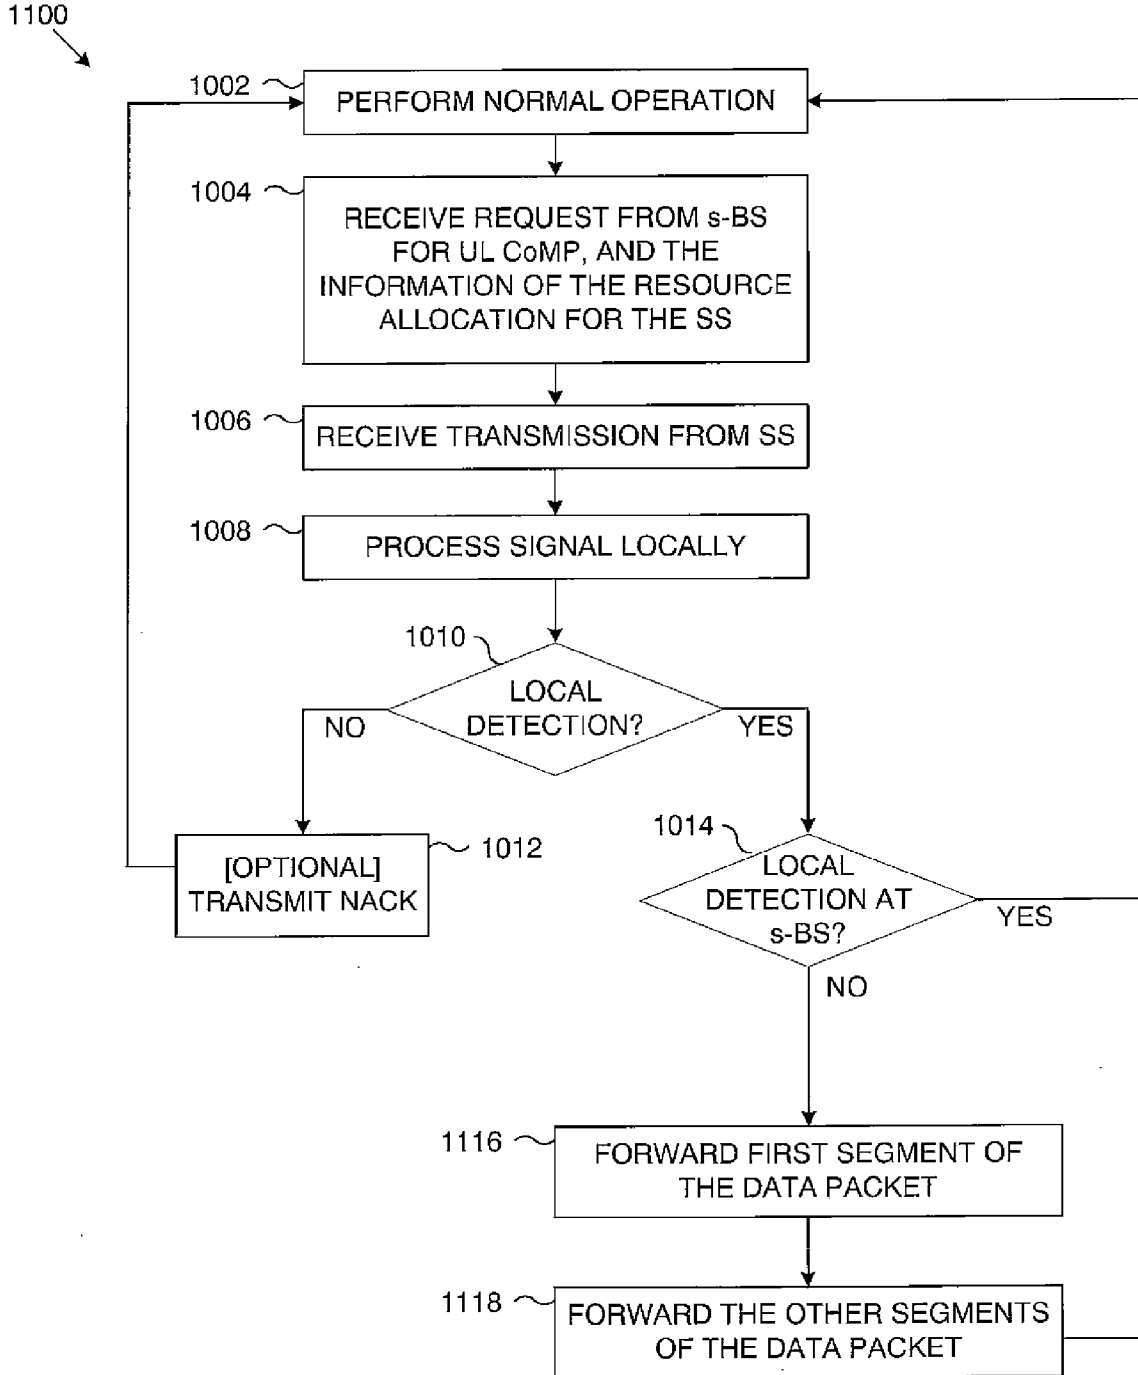 1100
1002
PERFORM NORMAL OPERATION
1004
RECEIVE REQUEST FROM s-BS
FOR UL CoMP, AND THE
INFORMATION OF THE RESOURCE
ALLOCATION FOR THE SS
1006
RECEIVE TRANSMISSION FROM SS
1008
PROCESS SIGNAL LOCALLY
1010
LOCAL
DETECTION?
NO
YES
[OPTIONAL]
TRANSMIT NACK
1012
1014
LOCAL
DETECTION AT
s-BS?
YES
NO
1116
FORWARD FIRST SEGMENT OF
THE DATA PACKET
1118
FORWARD THE OTHER SEGMENTS
OF THE DATA PACKET